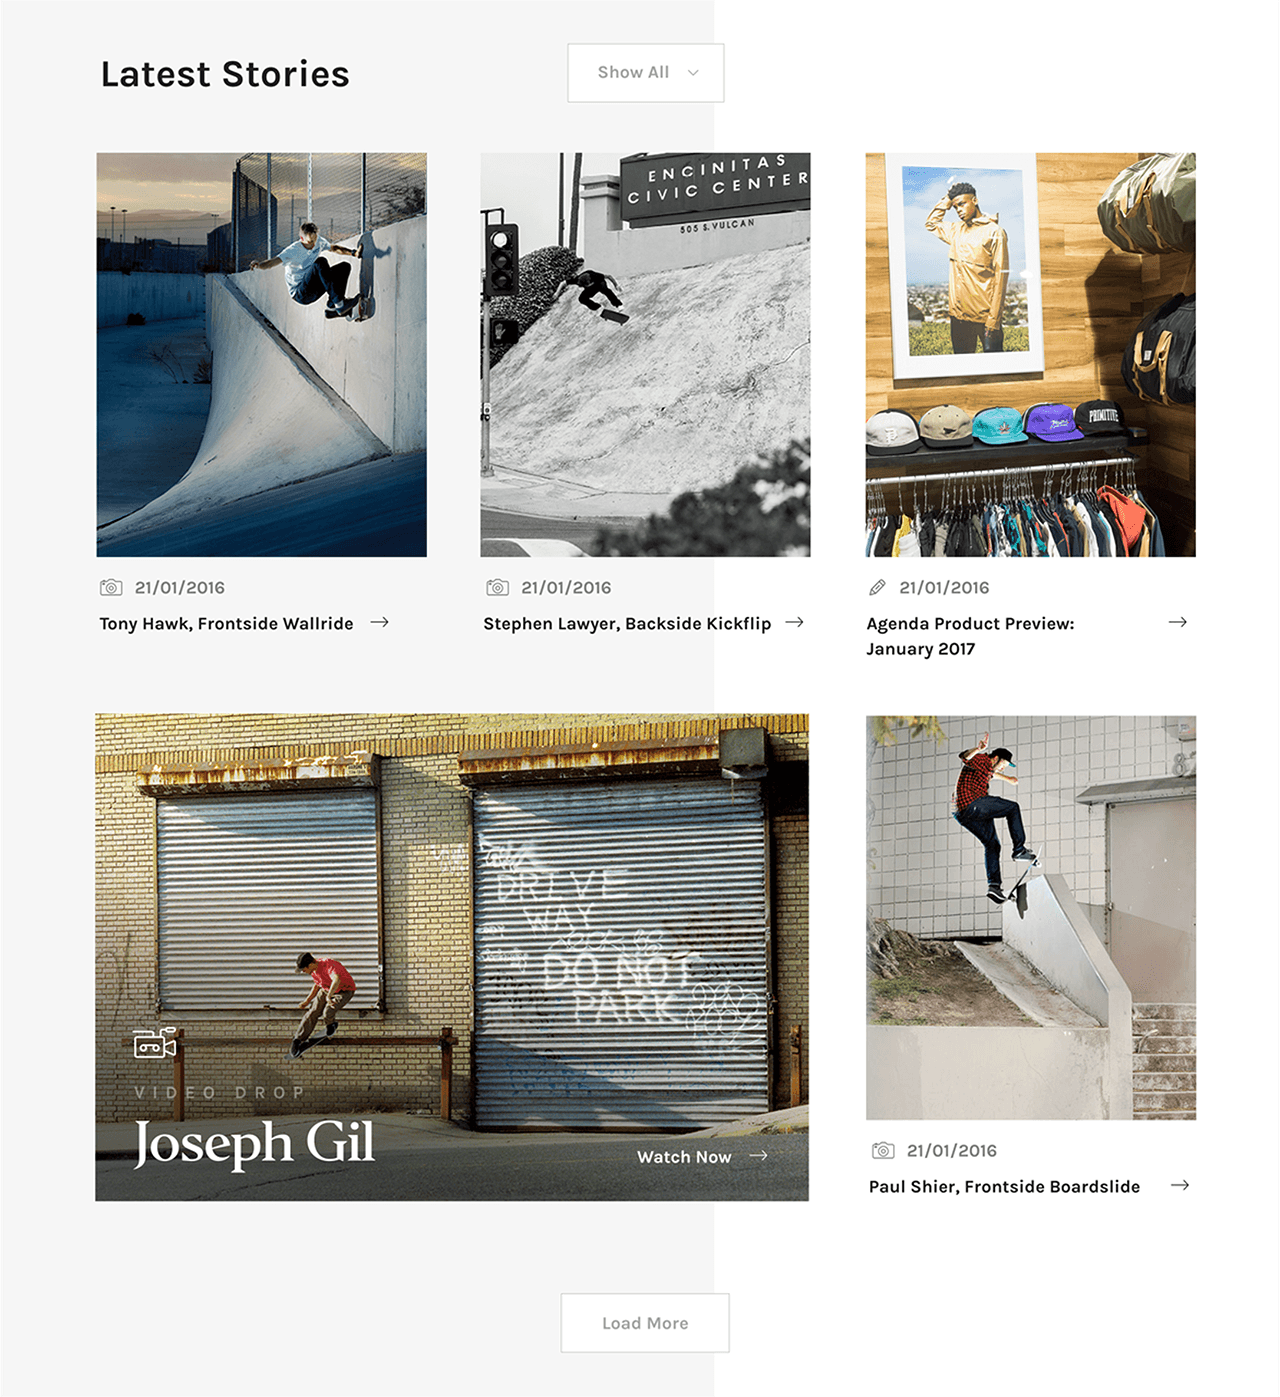 Latest Stories
Show All
ENCINITAS
CIVIC CENTER
505 S. VULCAN
PRIMITIVE
21/01/2016
Tony Hawk, Frontside Wallride
21/01/2016
Stephen Lawyer, Backside Kickflip
21/01/2016
Agenda Product Preview:
January 2017
DRIVE
WAY
DO NOT
PARK
VIDEO DROP
Joseph Gil
Watch Now
21/01/2016
Paul Shier, Frontside Boardslide
Load More